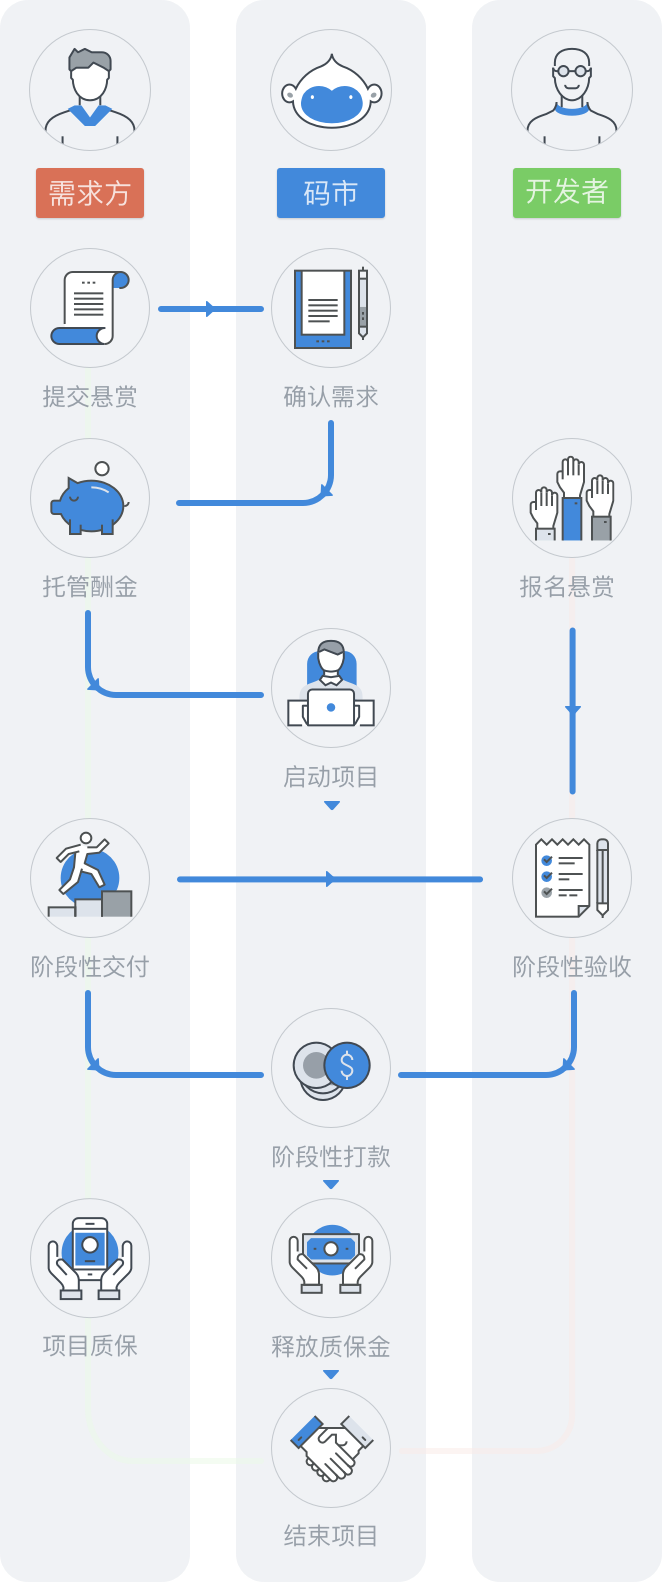 需求方
码市
开发者
提交悬赏
确认需求
托管酬金
报名悬赏
启动项目
阶段性交付
阶段性验收
$
阶段性打款
项目质保
释放质保金
结束项目